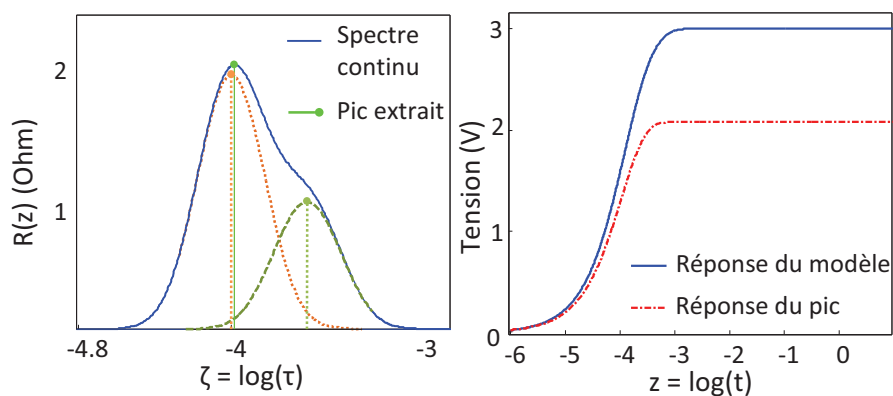 Spectre
continu
Pic extrait
2
1
R(z) (Ohm)
-4.8
-4
-3
ζ = log(τ)
3
2
1
0
Tension (V)
Réponse du modèle
Réponse du pic
-6
-5
-4
-3
-2
-1
0
z = log(t)